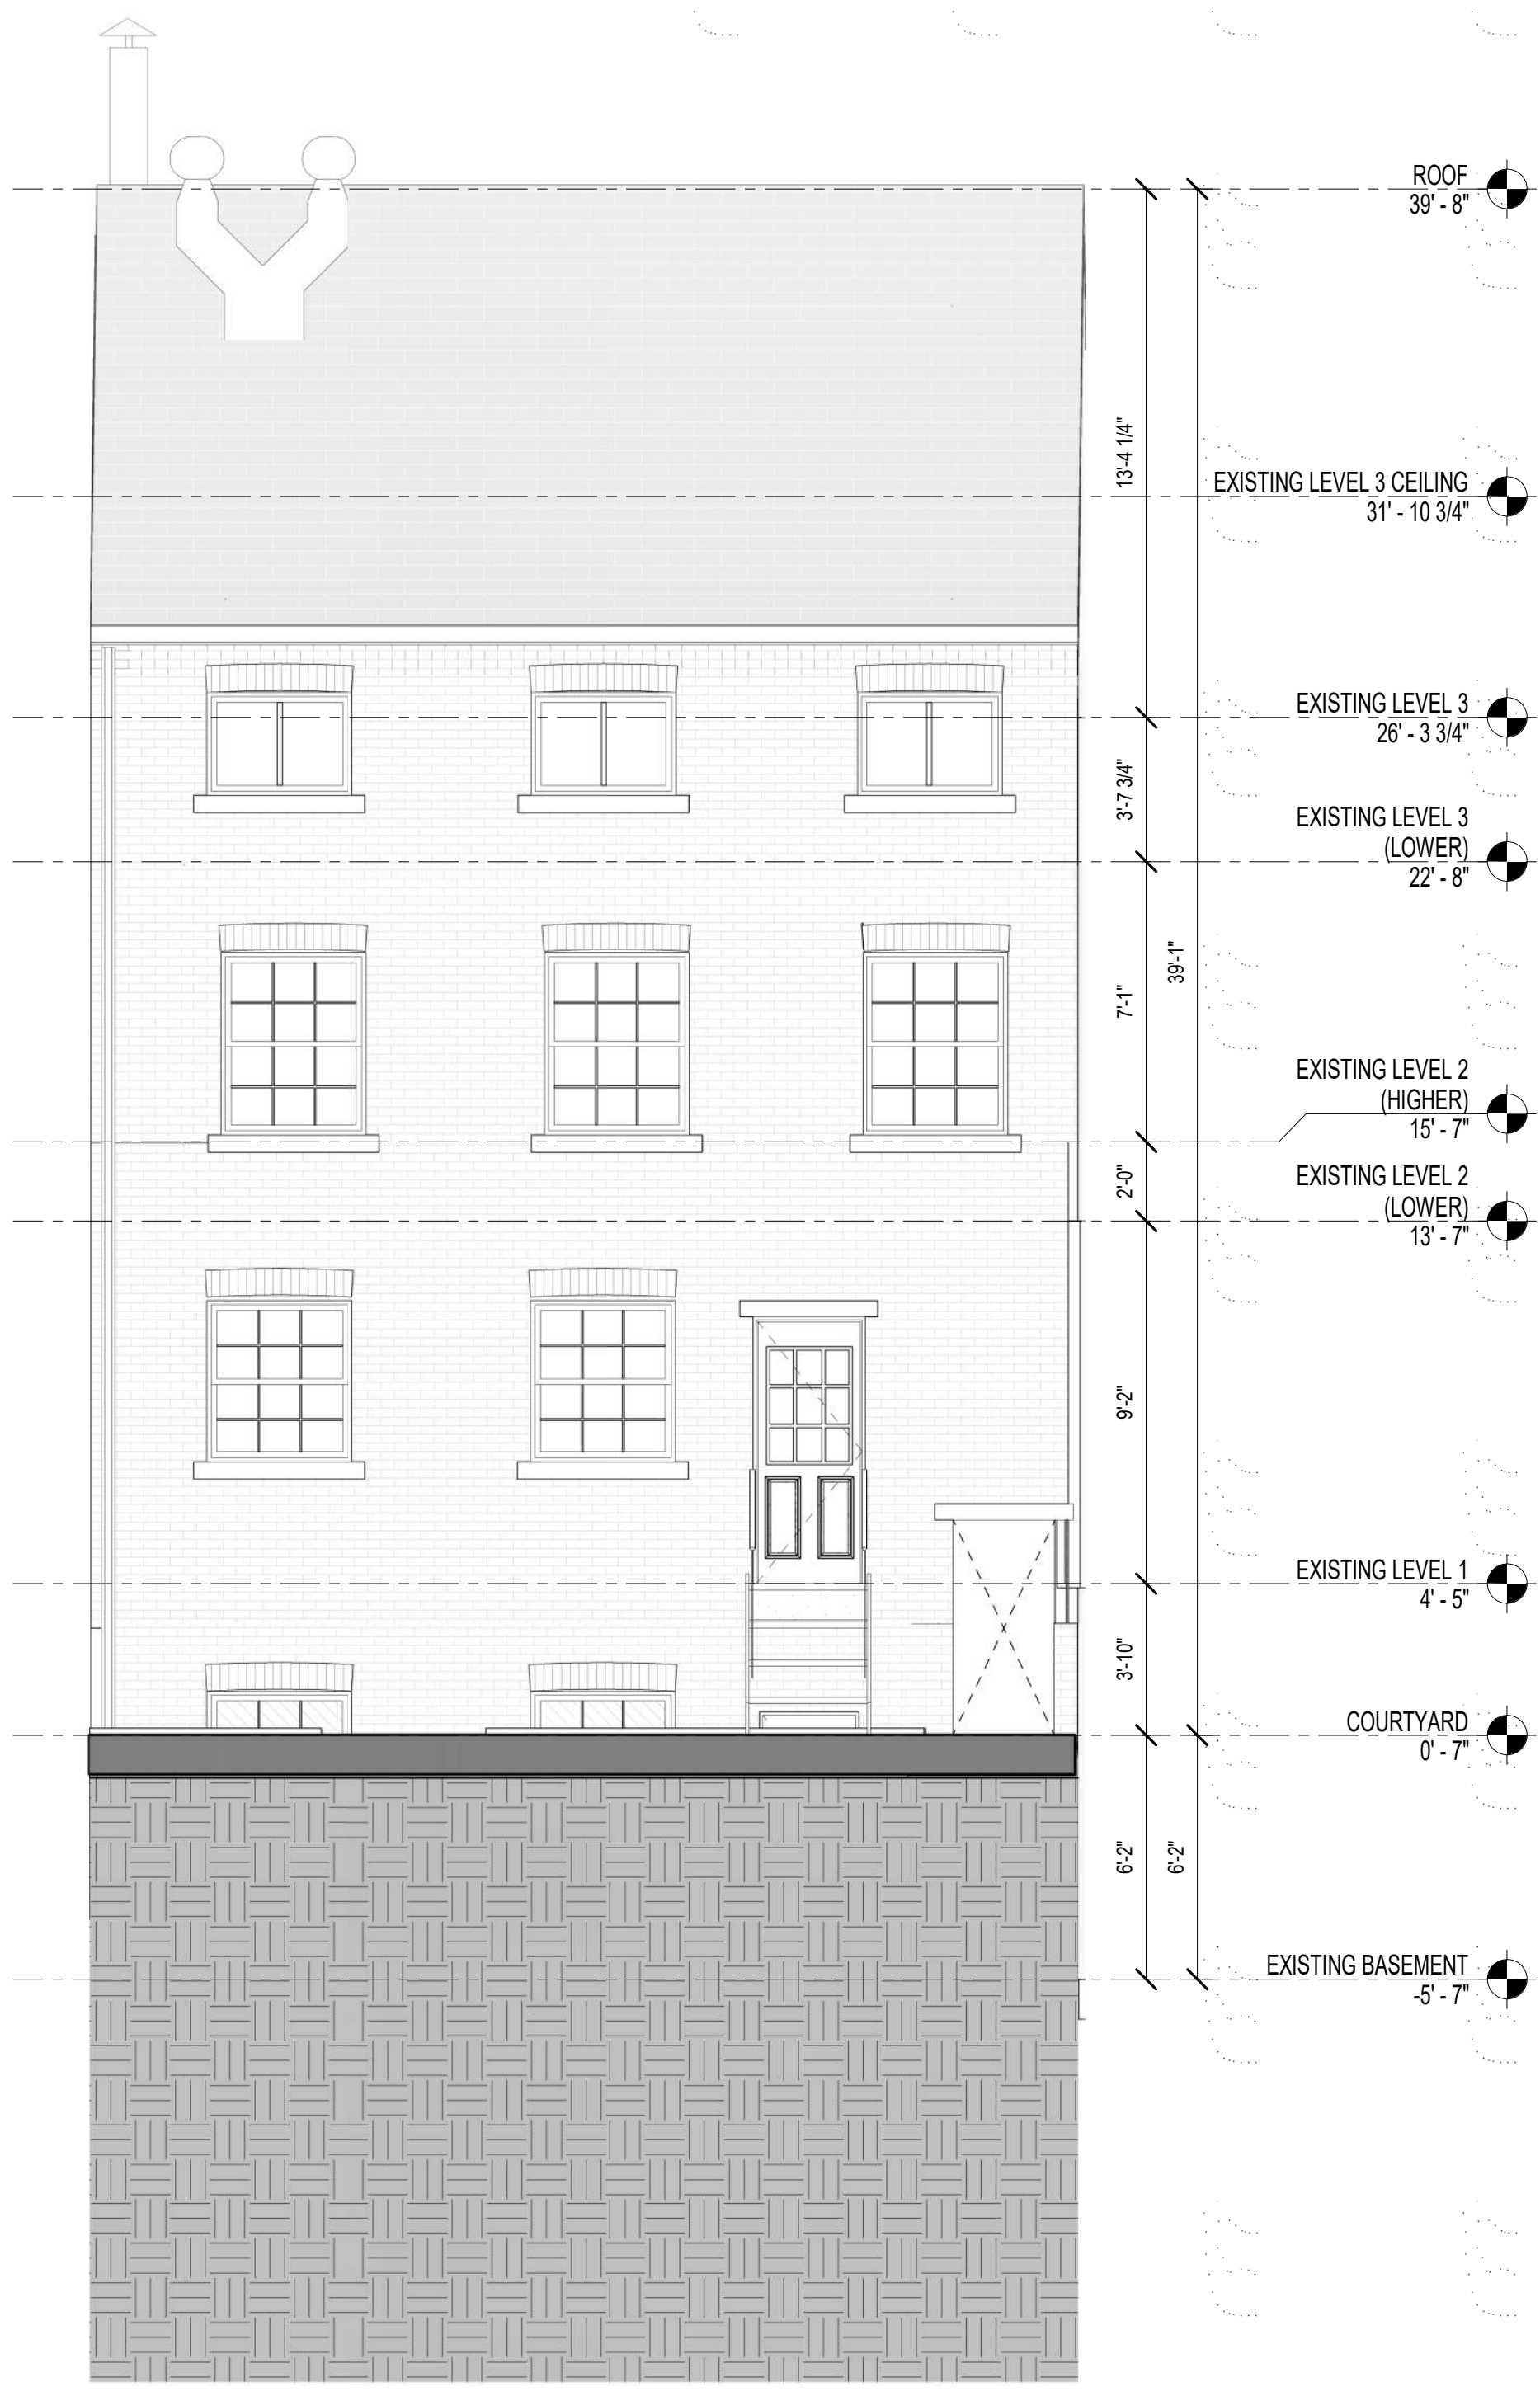 ROOF
39' - 8"
13'-4 1/4"
EXISTING LEVEL 3 CEILING
31' - 10 3/4"
EXISTING LEVEL 3
26' - 3 3/4"
3'-7 3/4"
EXISTING LEVEL 3
(LOWER)
22' - 8"
39'-1"
7'-1"
EXISTING LEVEL 2
(HIGHER)
15' - 7"
2'-0"
EXISTING LEVEL 2
(LOWER)
13' - 7"
9'-2"
EXISTING LEVEL 1
4' - 5"
3'-10"
COURTYARD
0' - 7"
6'-2"
6'-2"
EXISTING BASEMENT
-5' - 7"